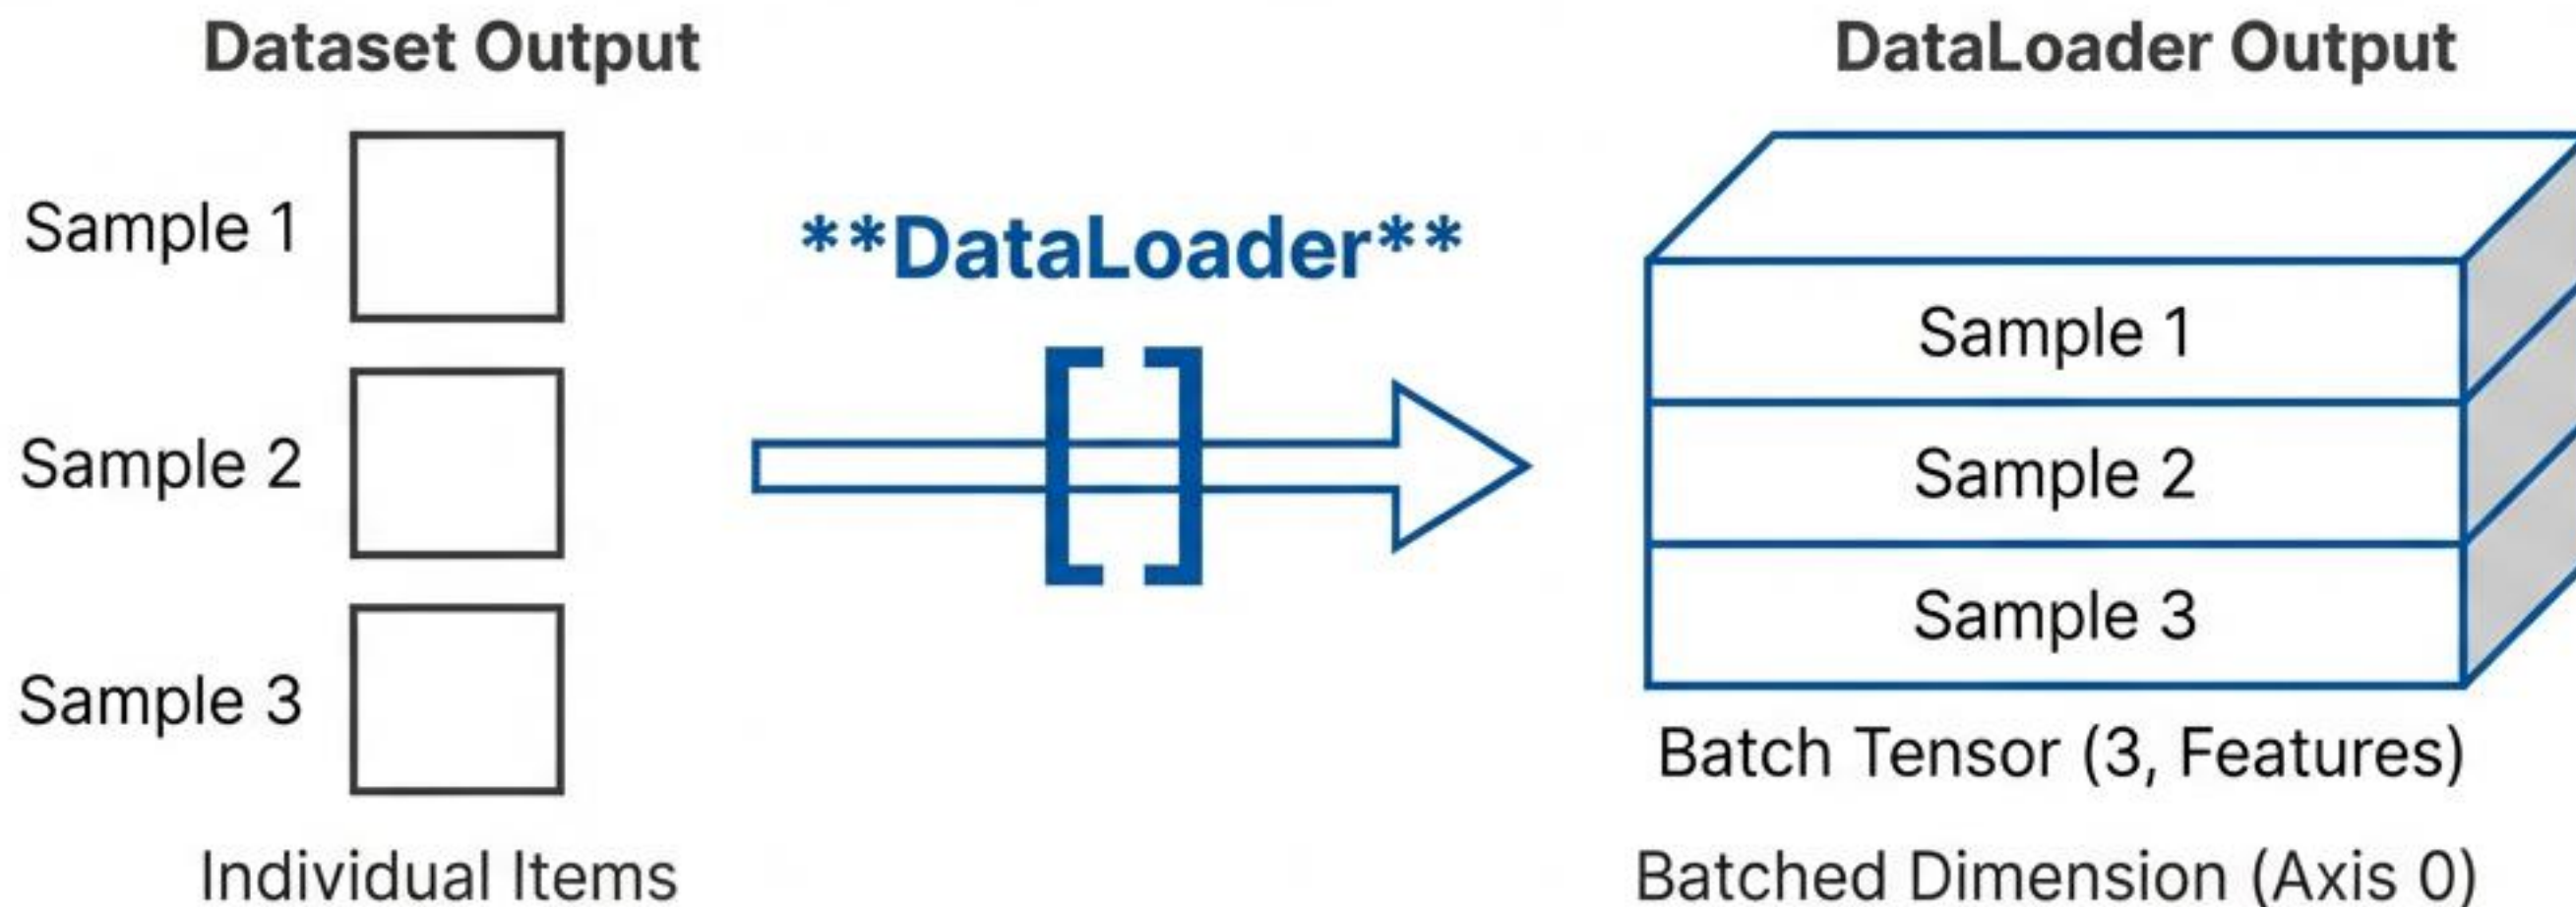 Dataset Output
Sample 1
Sample 2
Sample 3
Individual Items
**DataLoader**
[ ]
DataLoader Output
Sample 1
Sample 2
Sample 3
Batch Tensor (3, Features)
Batched Dimension (Axis 0)